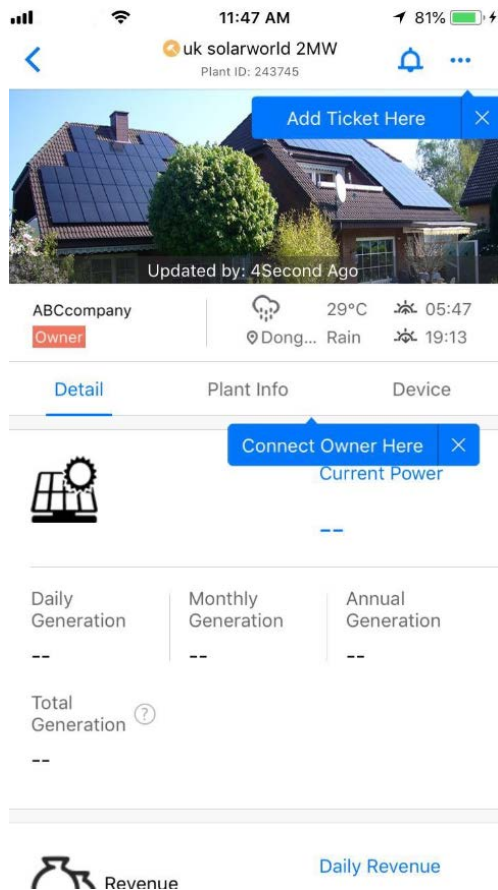 11:47 AM
81%
uk solarworld 2MW
Plant ID: 243745
Add Ticket Here
Updated by: 4Second Ago
ABCcompany
29°C
05:47
Owner
Dong...
Rain
19:13
Detail
Plant Info
Device
Connect Owner Here
Current Power
--
Daily
Generation
Monthly
Generation
Annual
Generation
--
--
--
Total
Generation
?
--
Daily Revenue
Revenue